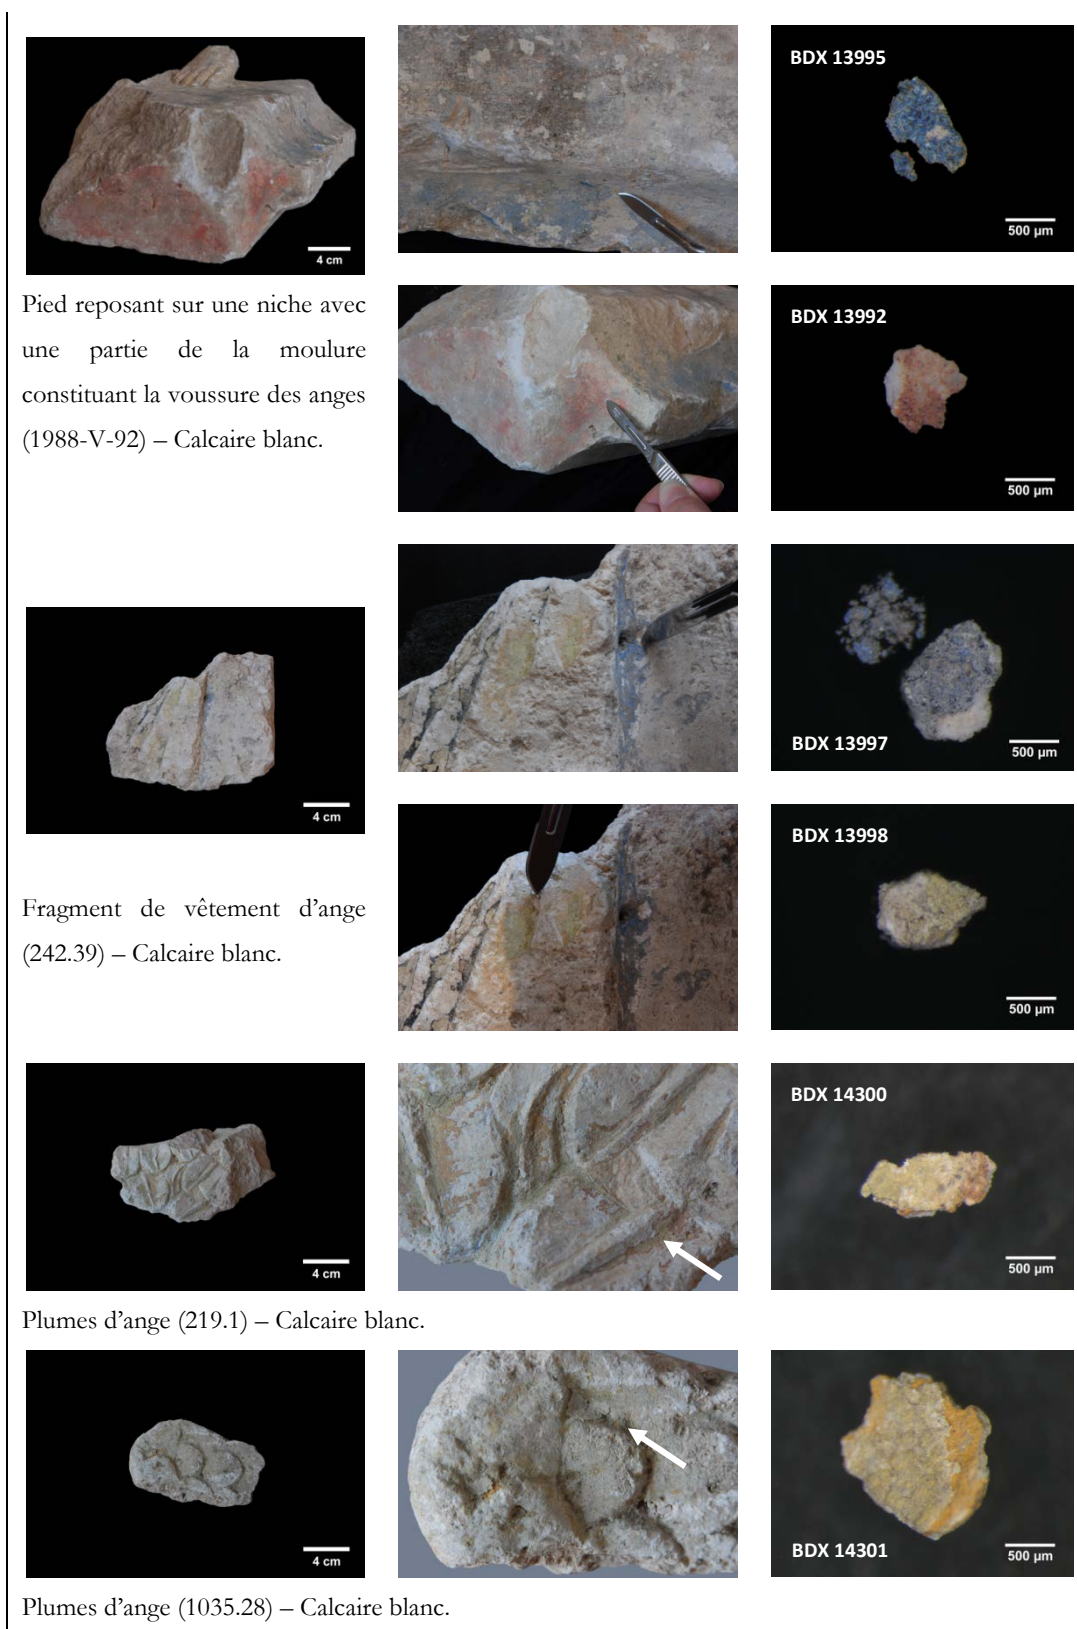 BDX 13995
4 cm
500 µm
Pied reposant sur une niche avec
une partie de la moulure
constituant la voussure des anges
(1988-V-92) – Calcaire blanc.
BDX 13992
500 µm
BDX 13997
500 µm
4 cm
BDX 13998
Fragment de vêtement d'ange
(242.39) – Calcaire blanc.
500 µm
BDX 14300
4 cm
500 µm
Plumes d'ange (219.1) – Calcaire blanc.
4 cm
BDX 14301
500 µm
Plumes d'ange (1035.28) – Calcaire blanc.